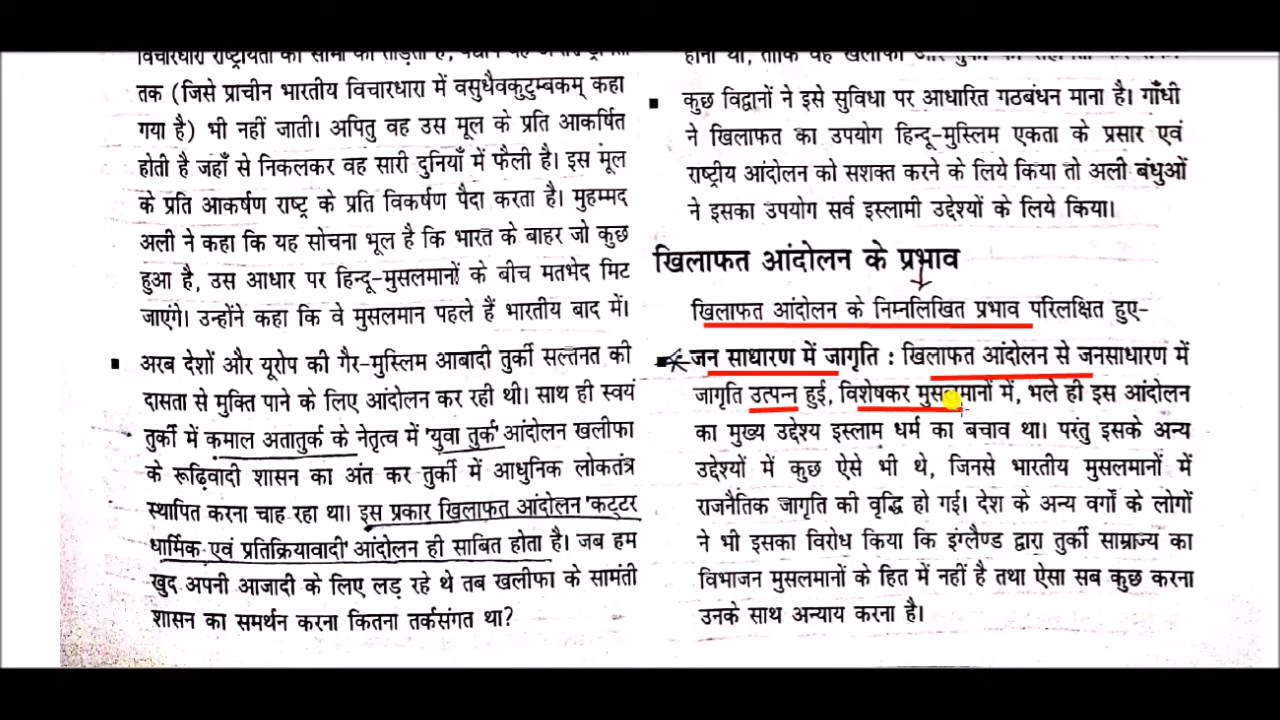 विचारधारा राष्ट्रीयता की सीमा को तोड़ती है,
तक (जिसे प्राचीन भारतीय विचारधारा में वसुधैवकुटुम्बकम् कहा
गया है) भी नहीं जाती। अपितु वह उस मूल के प्रति आकर्षित
होती है जहाँ से निकलकर वह सारी दुनियाँ में फैली है। इस मूल
के प्रति आकर्षण राष्ट्र के प्रति विकर्षण पैदा करता है। मुहम्मद
अली ने कहा कि यह सोचना भूल है कि भारत के बाहर जो कुछ
हुआ है, उस आधार पर हिन्दू-मुसलमानों के बीच मतभेद मिट
जाएंगे। उन्होंने कहा कि वे मुसलमान पहले हैं भारतीय बाद में।
▪ अरब देशों और यूरोप की गैर-मुस्लिम आबादी तुर्की सल्तनत की
दासता से मुक्ति पाने के लिए आंदोलन कर रही थी। साथ ही स्वयं
तुर्की में कमाल अतातुर्क के नेतृत्व में 'युवा तुर्क' आंदोलन खलीफा
के रूढ़िवादी शासन का अंत कर तुर्की में आधुनिक लोकतंत्र
स्थापित करना चाह रहा था। इस प्रकार खिलाफत आंदोलन 'कट्टर
धार्मिक एवं प्रतिक्रियावादी' आंदोलन ही साबित होता है। जब हम
खुद अपनी आजादी के लिए लड़ रहे थे तब खलीफा के सामंती
शासन का समर्थन करना कितना तर्कसंगत था?
होना था, ताकि वह खलीफा और
▪ कुछ विद्वानों ने इसे सुविधा पर आधारित गठबंधन माना है। गाँधी
ने खिलाफत का उपयोग हिन्दू-मुस्लिम एकता के प्रसार एवं
राष्ट्रीय आंदोलन को सशक्त करने के लिये किया तो अली बंधुओं
ने इसका उपयोग सर्व इस्लामी उद्देश्यों के लिये किया।
खिलाफत आंदोलन के प्रभाव
खिलाफत आंदोलन के निम्नलिखित प्रभाव परिलक्षित हुए-
▪ जन साधारण में जागृति : खिलाफत आंदोलन से जनसाधारण में
जागृति उत्पन्न हुई, विशेषकर मुसलमानों में, भले ही इस आंदोलन
का मुख्य उद्देश्य इस्लाम धर्म का बचाव था। परंतु इसके अन्य
उद्देश्यों में कुछ ऐसे भी थे, जिनसे भारतीय मुसलमानों में
राजनैतिक जागृति की वृद्धि हो गई। देश के अन्य वर्गों के लोगों
ने भी इसका विरोध किया कि इंग्लैण्ड द्वारा तुर्की साम्राज्य का
विभाजन मुसलमानों के हित में नहीं है तथा ऐसा सब कुछ करना
उनके साथ अन्याय करना है।